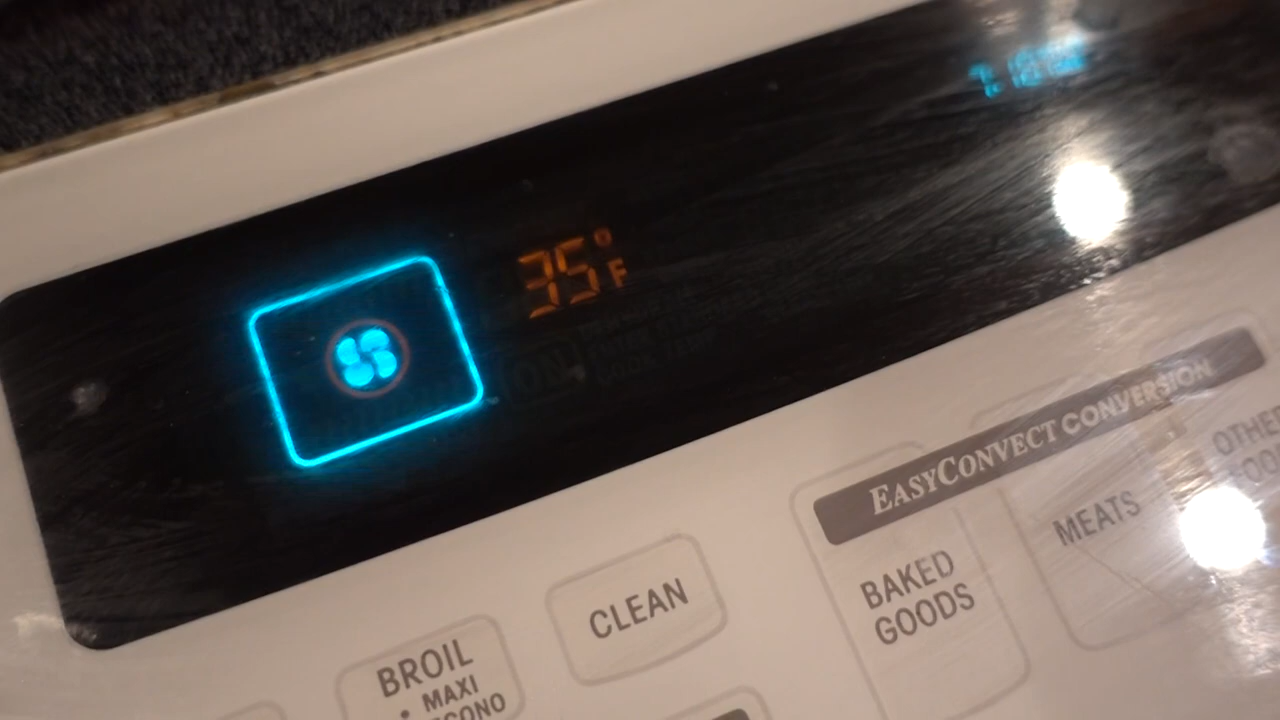 35°F
EASYCONVECT CONVERSION
MEATS
BAKED
GOODS
CLEAN
BROIL
• MAXI